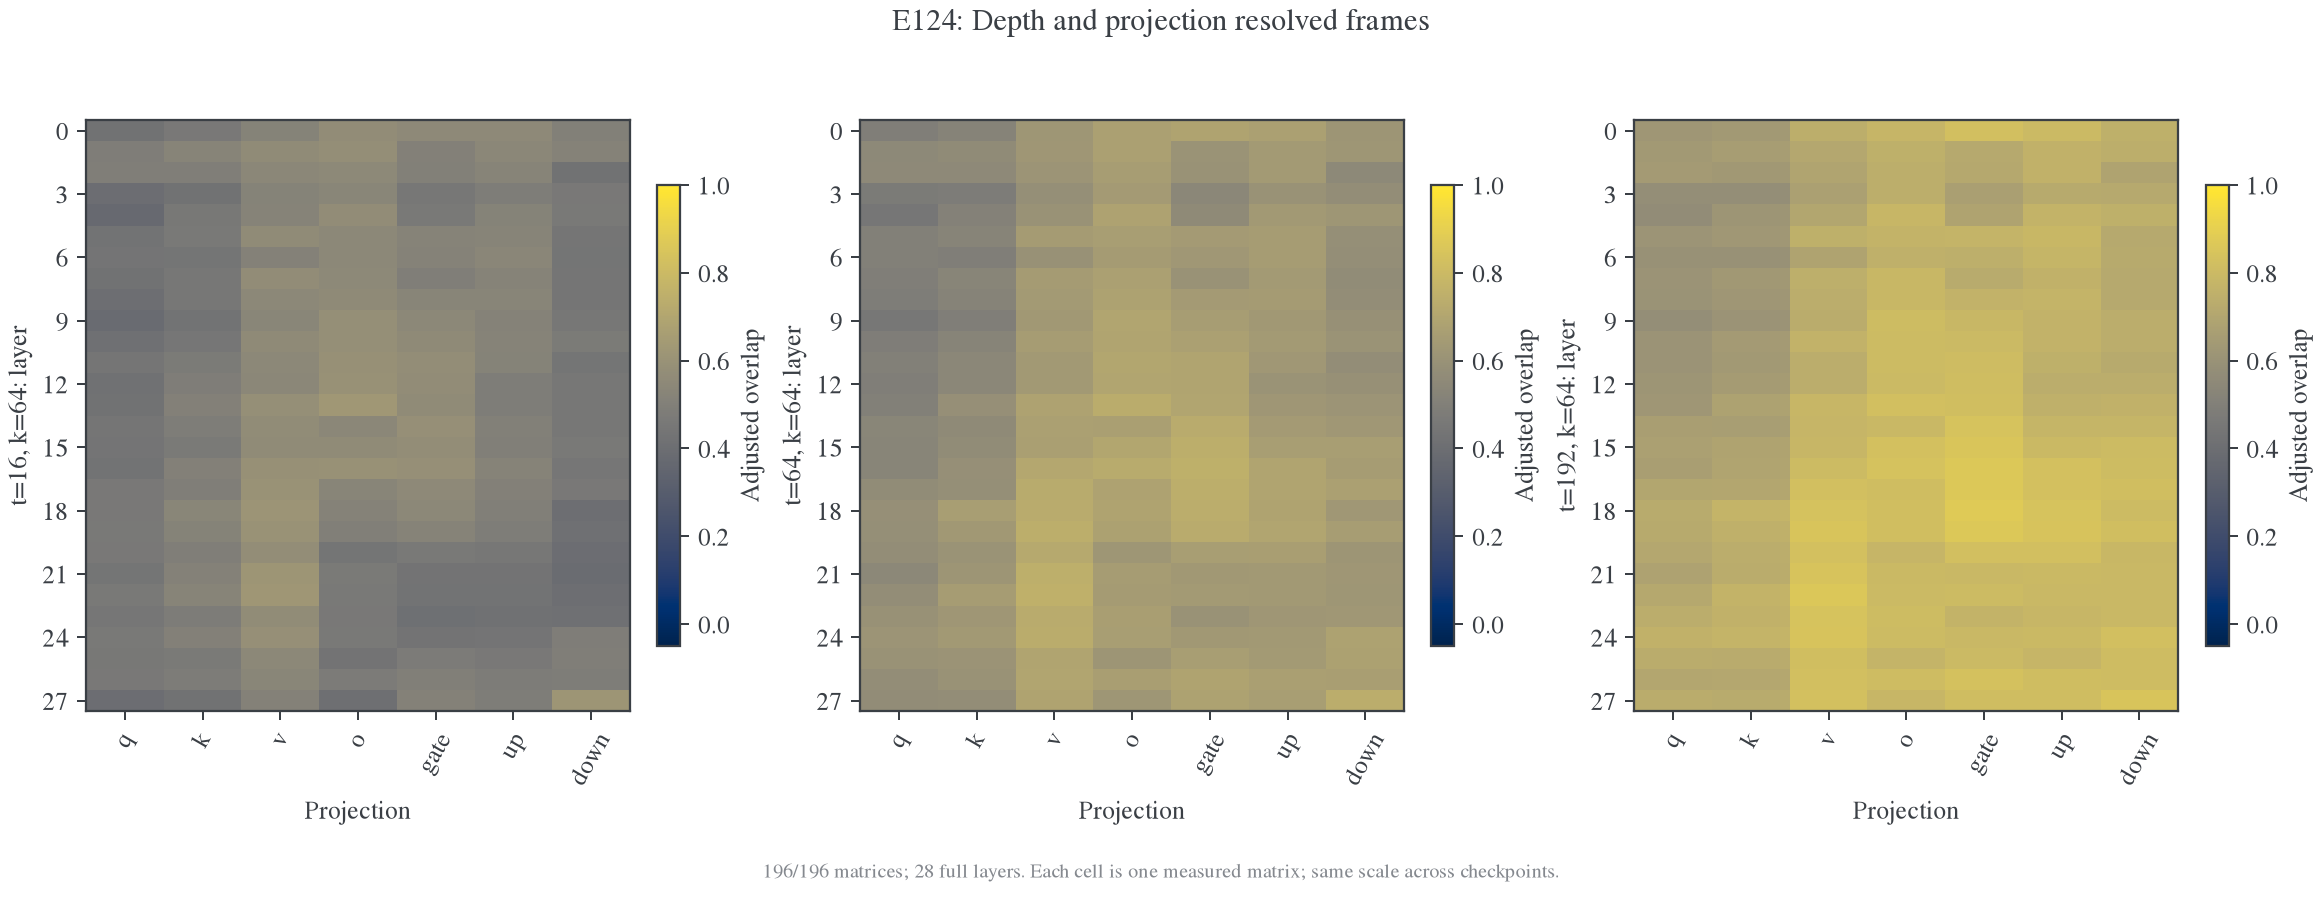 E124: Depth and projection resolved frames
t=16, k=64: layer
0
3
6
9
12
15
18
21
24
27
q
k
v
o
gate
up
down
Projection
1.0
0.8
0.6
0.4
0.2
0.0
Adjusted overlap
t=64, k=64: layer
0
3
6
9
12
15
18
21
24
27
q
k
v
o
gate
up
down
Projection
1.0
0.8
0.6
0.4
0.2
0.0
Adjusted overlap
t=192, k=64: layer
0
3
6
9
12
15
18
21
24
27
q
k
v
o
gate
up
down
Projection
1.0
0.8
0.6
0.4
0.2
0.0
Adjusted overlap
196/196 matrices; 28 full layers. Each cell is one measured matrix; same scale across checkpoints.